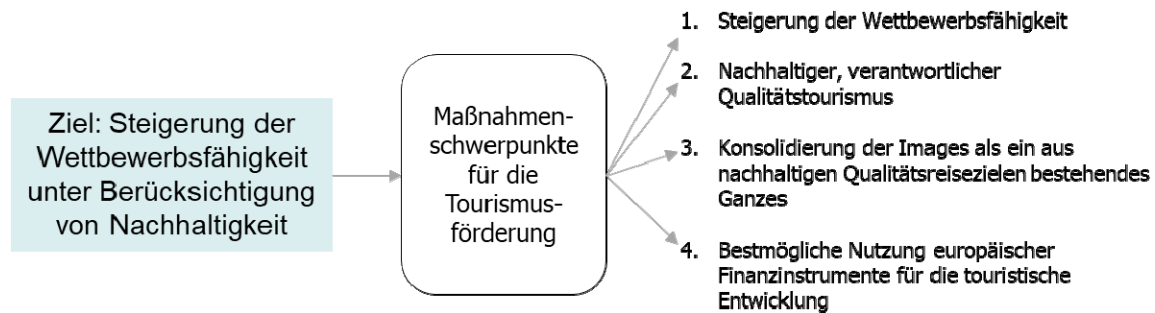 Ziel: Steigerung der
Wettbewerbsfähigkeit
unter Berücksichtigung
von Nachhaltigkeit
Maßnahmen-
schwerpunkte
für die
Tourismus-
förderung
1. Steigerung der Wettbewerbsfähigkeit
2. Nachhaltiger, verantwortlicher
Qualitätstourismus
3. Konsolidierung der Images als ein aus
nachhaltigen Qualitätsreisezielen bestehendes
Ganzes
4. Bestmögliche Nutzung europäischer
Finanzinstrumente für die touristische
Entwicklung